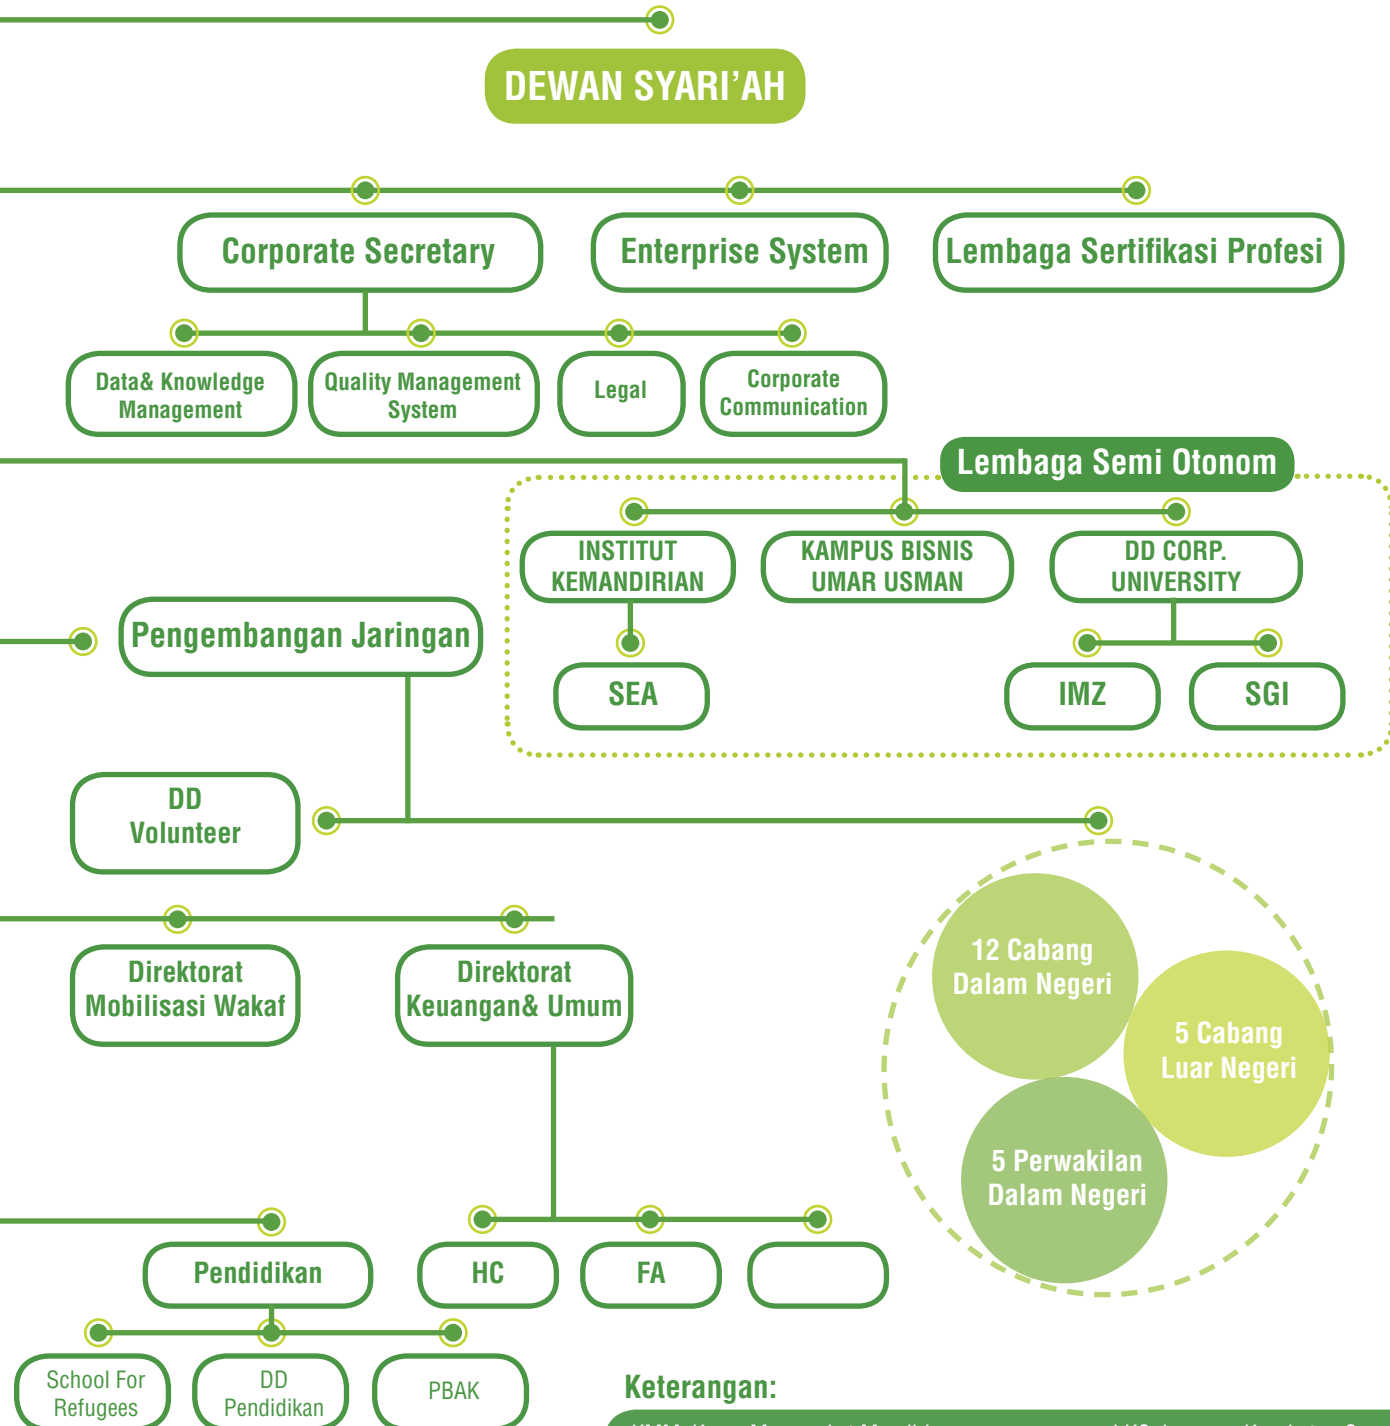 DEWAN SYARI’AH
Corporate Secretary
Enterprise System
Lembaga Sertifikasi Profesi
Data& Knowledge
Management
Quality Management
System
Legal
Corporate
Communication
Lembaga Semi Otonom
INSTITUT
KEMANDIRIAN
KAMPUS BISNIS
UMAR USMAN
DD CORP.
UNIVERSITY
Pengembangan Jaringan
SEA
IMZ
SGI
DD
Volunteer
Direktorat
Mobilisasi Wakaf
Direktorat
Keuangan& Umum
12 Cabang
Dalam Negeri
5 Cabang
Luar Negeri
5 Perwakilan
Dalam Negeri
Pendidikan
HC
FA
School For
Refugees
DD
Pendidikan
PBAK
Keterangan: